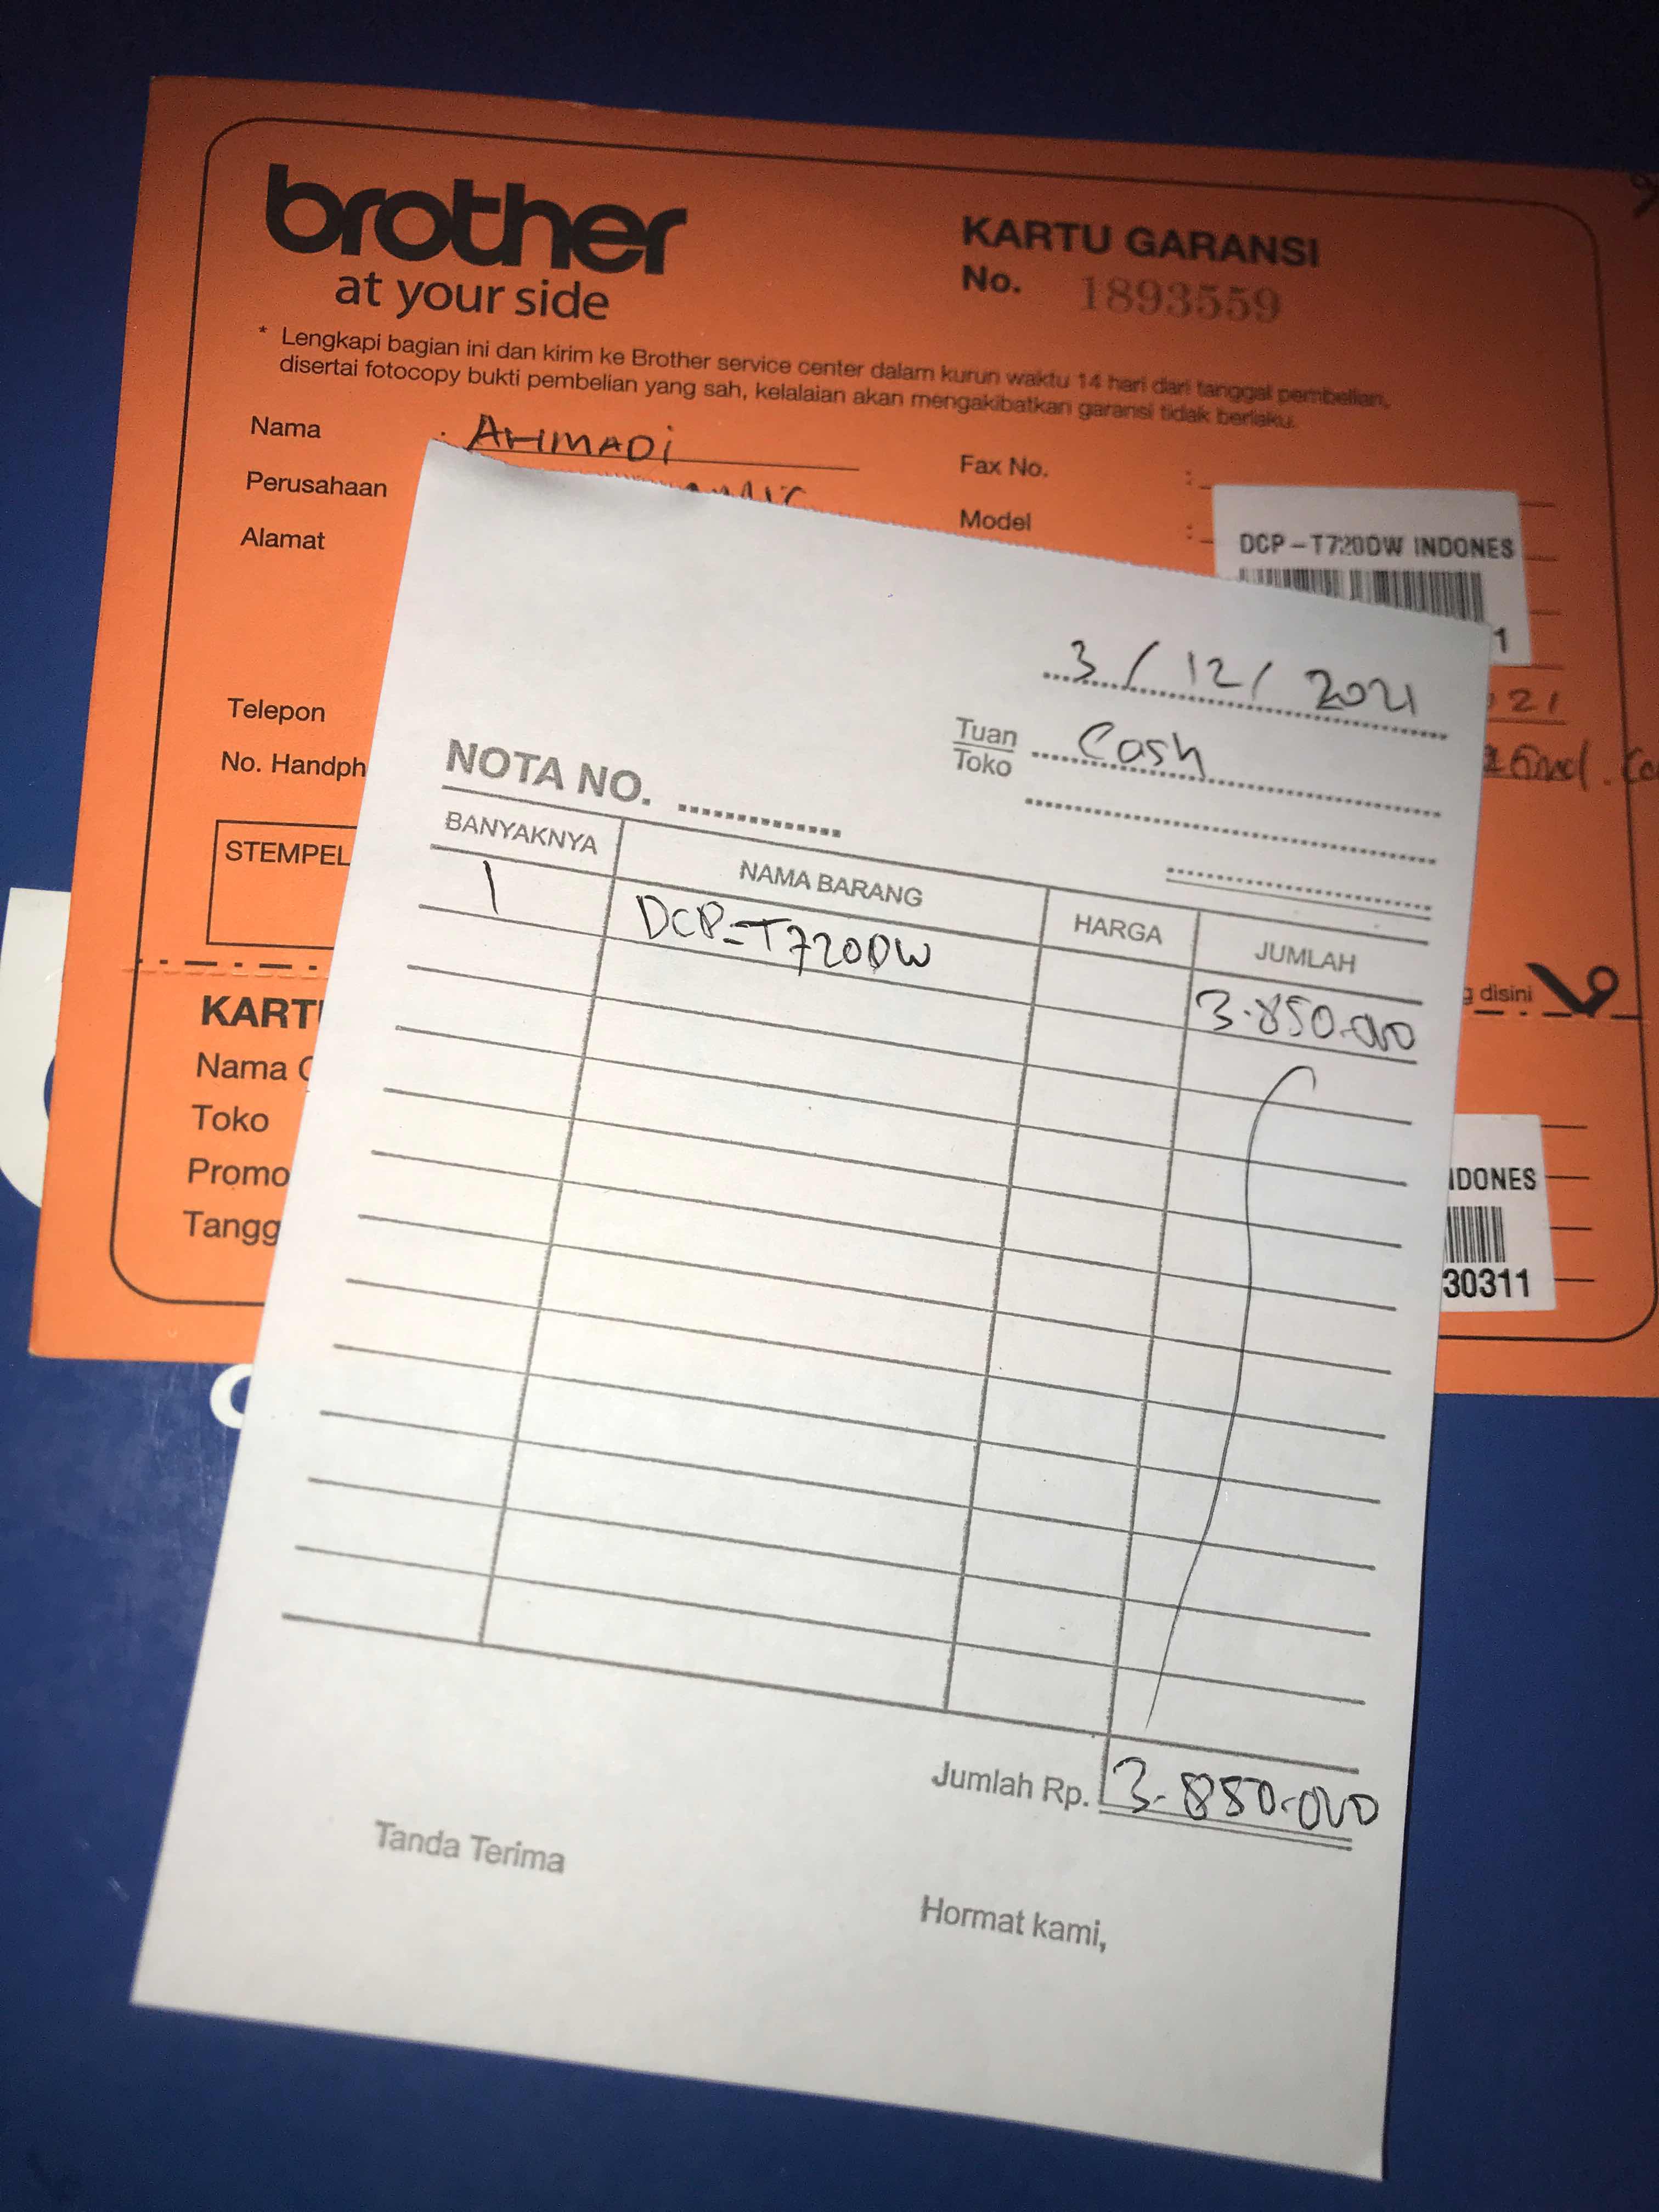 brother
at your side
KARTU GARANSI
No. 1893559
* Lengkapi bagian ini dan kirim ke Brother service center dalam kurun waktu 14 hari dari tanggal pembelian,
disertai fotocopy bukti pembelian yang sah, kelalaian akan mengakibatkan garansi tidak berlaku.
Nama : AHMADi
Fax No. :
Perusahaan
Model :
DCP-T720DW INDONES
1
Alamat
Telepon
21
No. Handph
STEMPEL
disini
KART
Nama
Toko
Promo
Tangg
IDONES
30311
3/12/2021
Tuan Cash
Toko
NOTA NO.
BANYAKNYA NAMA BARANG HARGA JUMLAH
1 DCP-T720DW 3.850.000
Jumlah Rp. 3.850.000
Tanda Terima
Hormat kami,